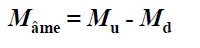 Mâme = Mu - Md